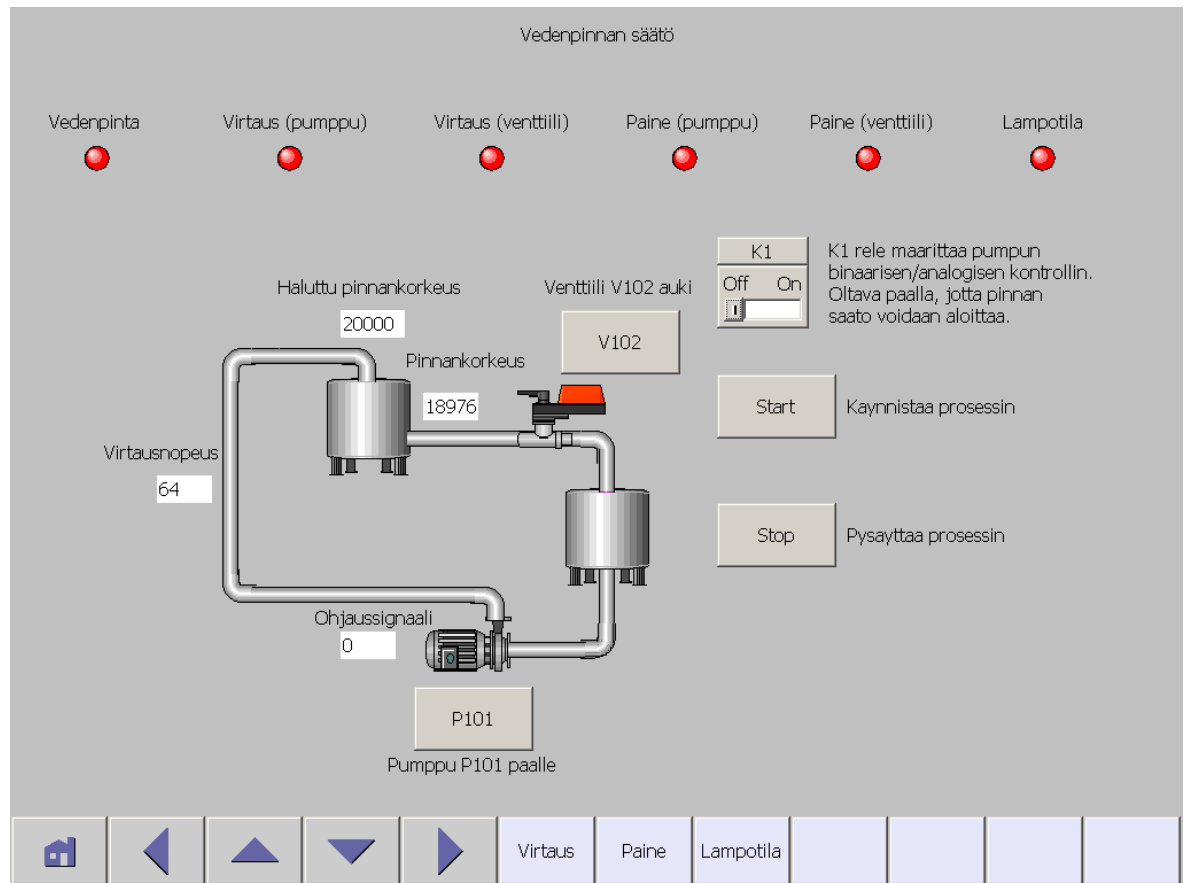 Vedenpinnan säätö
Vedenpinta
Virtaus (pumppu)
Virtaus (venttiili)
Paine (pumppu)
Paine (venttiili)
Lampotila
K1
Off On
K1 rele maarittaa pumpun
binaarisen/analogisen kontrollin.
Oltava paalla, jotta pinnan
saato voidaan aloittaa.
Haluttu pinnankorkeus
20000
Venttiili V102 auki
V102
Pinnankorkeus
18976
Start
Kaynnistaa prosessin
Virtausnopeus
64
Stop
Pysayttaa prosessin
Ohjaussignaali
0
P101
Pumppu P101 paalle
Virtaus
Paine
Lampotila